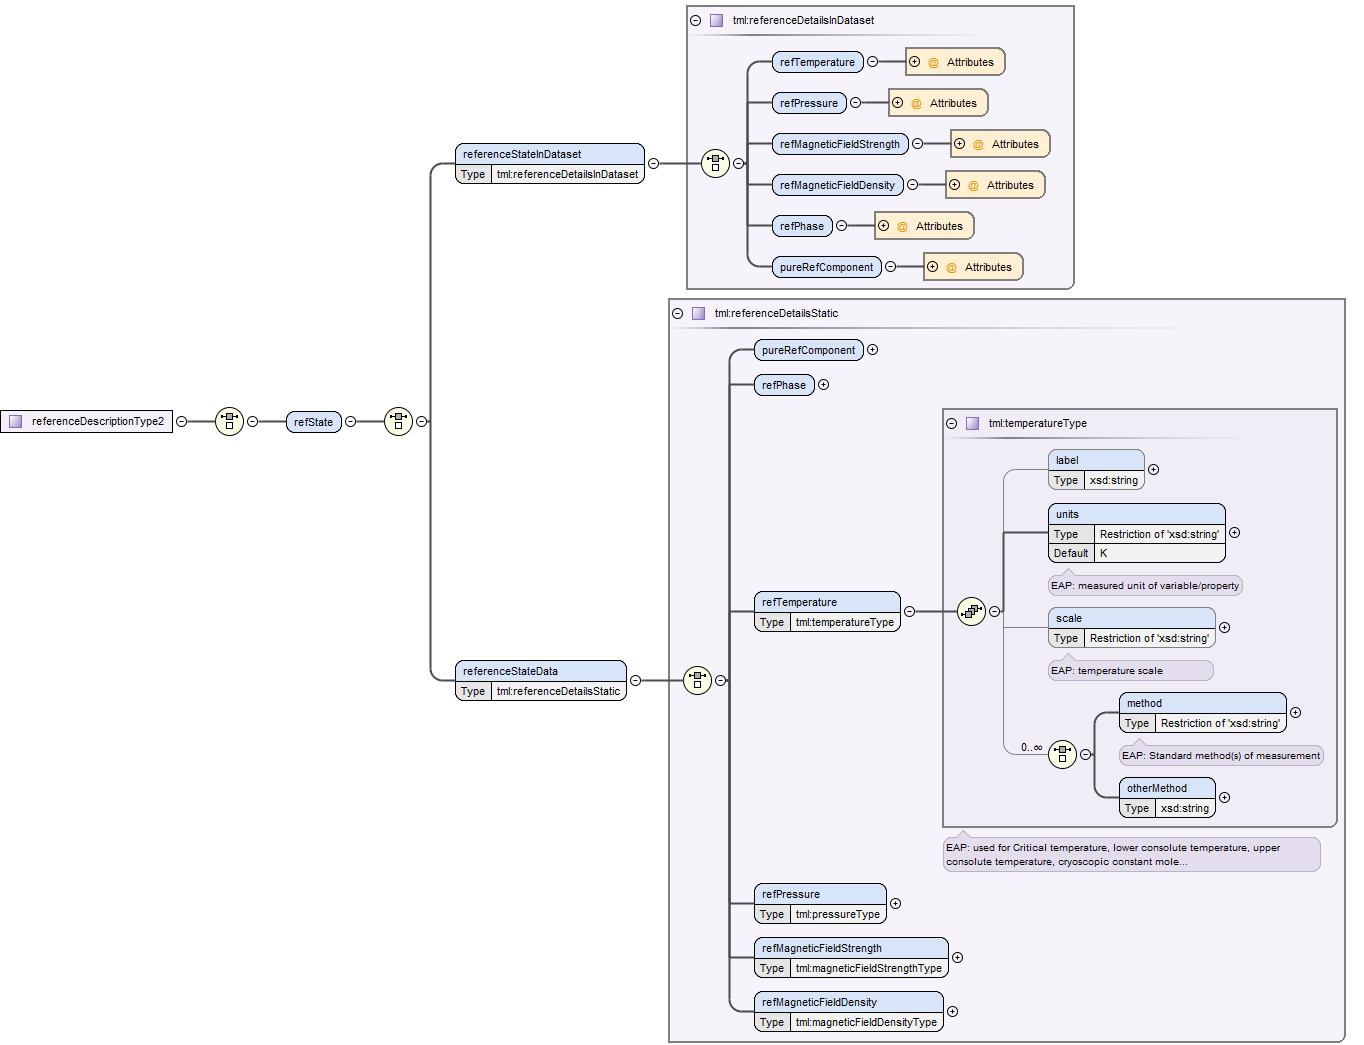 tml:referenceDetailsInDataset
refTemperature
@ Attributes
refPressure
@ Attributes
referenceStateInDataset
Type tml:referenceDetailsInDataset
refMagneticFieldStrength
@ Attributes
refMagneticFieldDensity
@ Attributes
refPhase
@ Attributes
pureRefComponent
@ Attributes
tml:referenceDetailsStatic
pureRefComponent
refPhase
referenceDescriptionType2
refState
tml:temperatureType
label
Type xsd:string
units
Type Restriction of 'xsd:string'
Default K
EAP: measured unit of variable/property
refTemperature
Type tml:temperatureType
scale
Type Restriction of 'xsd:string'
EAP: temperature scale
referenceStateData
Type tml:referenceDetailsStatic
0..∞
method
Type Restriction of 'xsd:string'
EAP: Standard method(s) of measurement
otherMethod
Type xsd:string
EAP: used for Critical temperature, lower consolute temperature, upper
consolute temperature, cryoscopic constant mole...
refPressure
Type tml:pressureType
refMagneticFieldStrength
Type tml:magneticFieldStrengthType
refMagneticFieldDensity
Type tml:magneticFieldDensityType